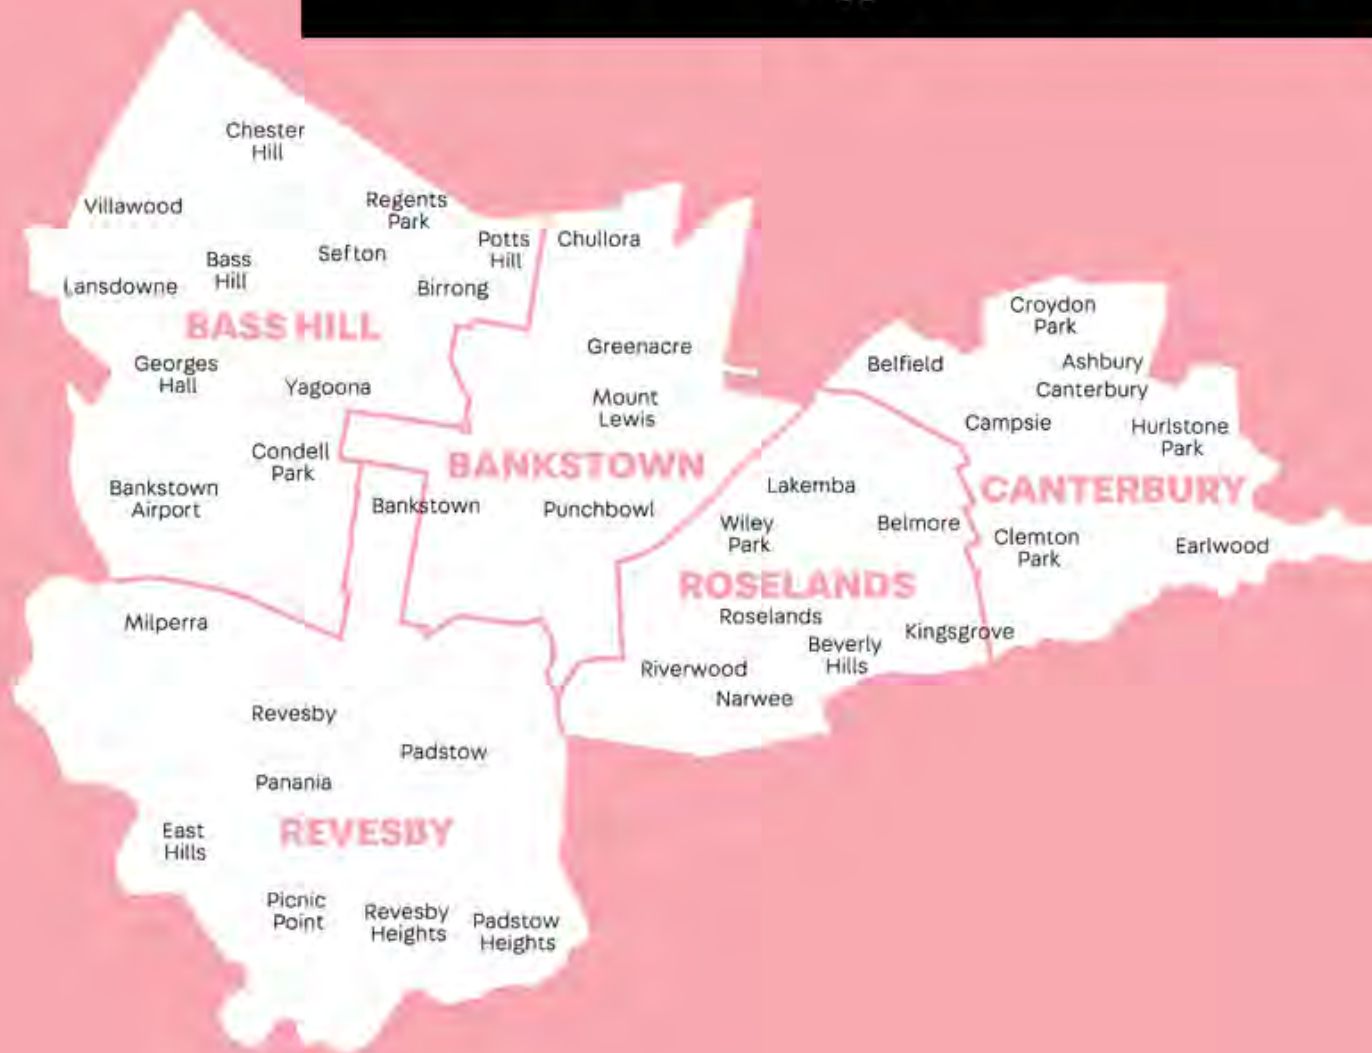 Chester
Hill
Villawood
Regents
Park
Potts
Hill
Chullora
Bass
Hill
Sefton
Lansdowne
Birrong
BASS HILL
Georges
Hall
Yagoona
Greenacre
Mount
Lewis
Condell
Park
BANKSTOWN
Bankstown
Airport
Bankstown
Punchbowl
Croydon
Park
Belfield
Ashbury
Canterbury
Campsie
Hurlstone
Park
Lakemba
CANTERBURY
Wiley
Park
Belmore
Clemton
Park
Earlwood
ROSELANDS
Roselands
Kingsgrove
Beverly
Hills
Riverwood
Narwee
Milperra
Revesby
Padstow
Panania
East
Hills
REVESBY
Picnic
Point
Revesby
Heights
Padstow
Heights